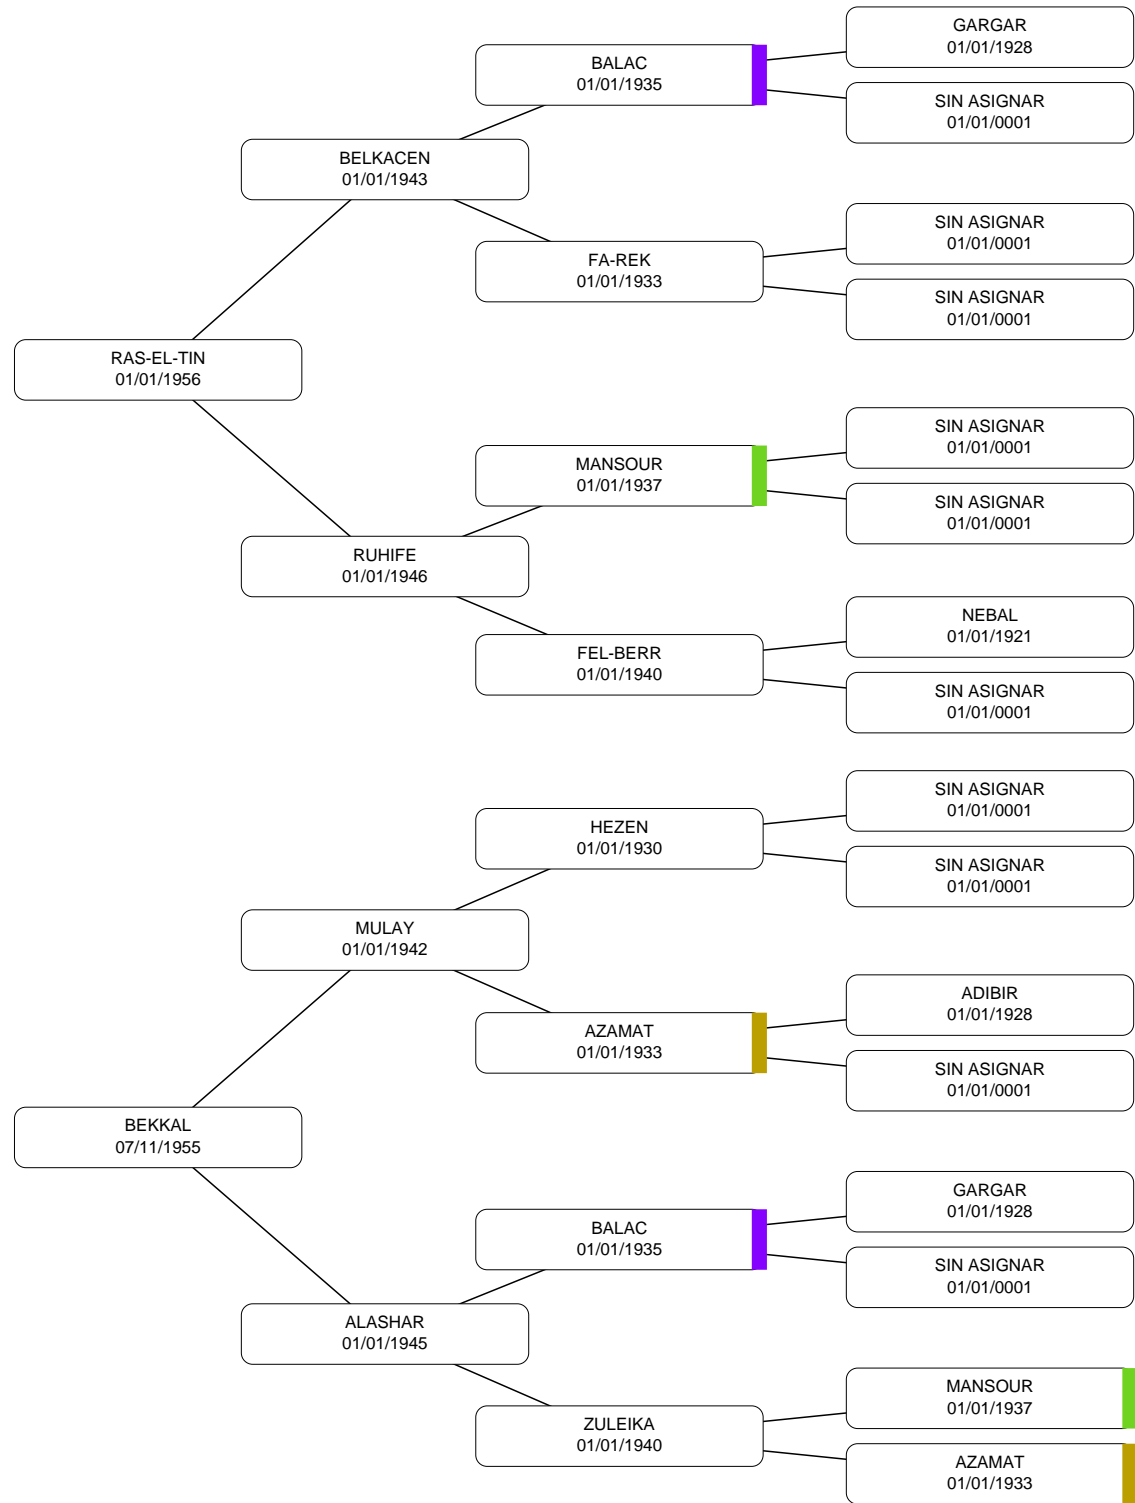 GARGAR
01/01/1928
BALAC
01/01/1935
SIN ASIGNAR
01/01/0001
BELKACEN
01/01/1943
SIN ASIGNAR
01/01/0001
FA-REK
01/01/1933
SIN ASIGNAR
01/01/0001
RAS-EL-TIN
01/01/1956
SIN ASIGNAR
01/01/0001
MANSOUR
01/01/1937
SIN ASIGNAR
01/01/0001
RUHIFE
01/01/1946
NEBAL
01/01/1921
FEL-BERR
01/01/1940
SIN ASIGNAR
01/01/0001
SIN ASIGNAR
01/01/0001
HEZEN
01/01/1930
SIN ASIGNAR
01/01/0001
MULAY
01/01/1942
ADIBIR
01/01/1928
AZAMAT
01/01/1933
SIN ASIGNAR
01/01/0001
BEKKAL
07/11/1955
GARGAR
01/01/1928
BALAC
01/01/1935
SIN ASIGNAR
01/01/0001
ALASHAR
01/01/1945
MANSOUR
01/01/1937
ZULEIKA
01/01/1940
AZAMAT
01/01/1933